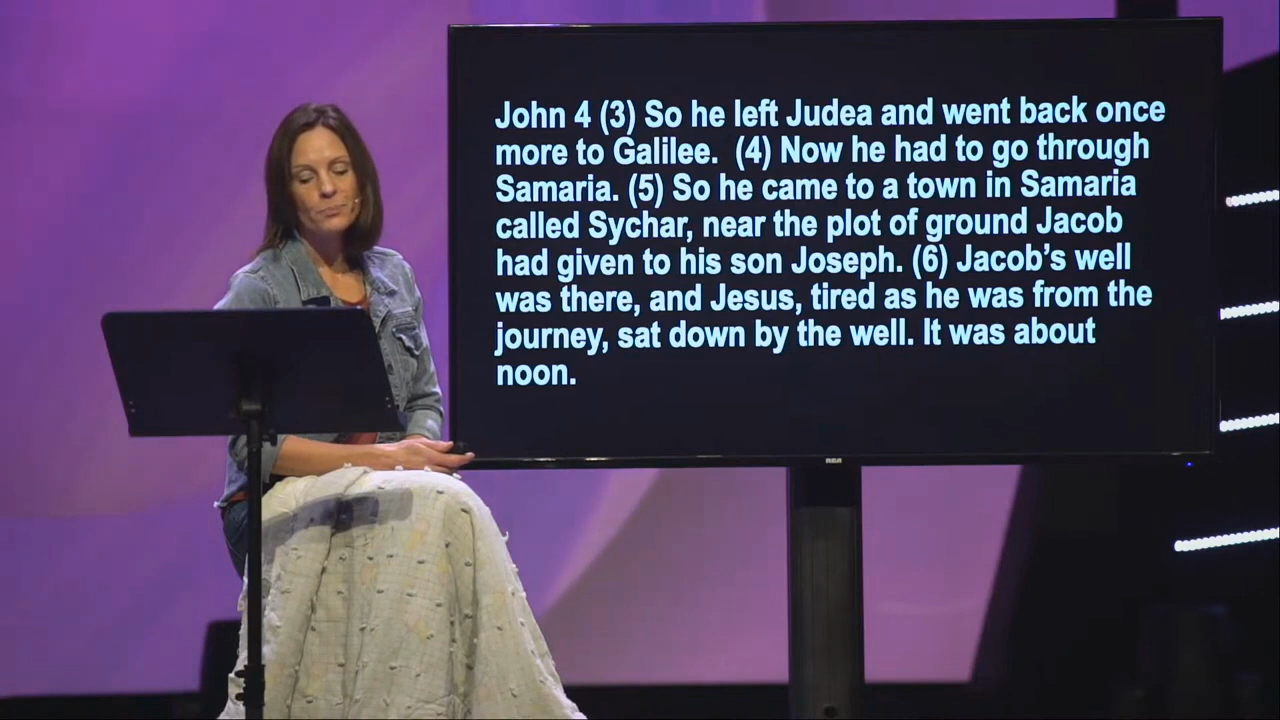 John 4 (3) So he left Judea and went back once
more to Galilee.  (4) Now he had to go through
Samaria. (5) So he came to a town in Samaria
called Sychar, near the plot of ground Jacob
had given to his son Joseph. (6) Jacob’s well
was there, and Jesus, tired as he was from the
journey, sat down by the well. It was about
noon.
RCA